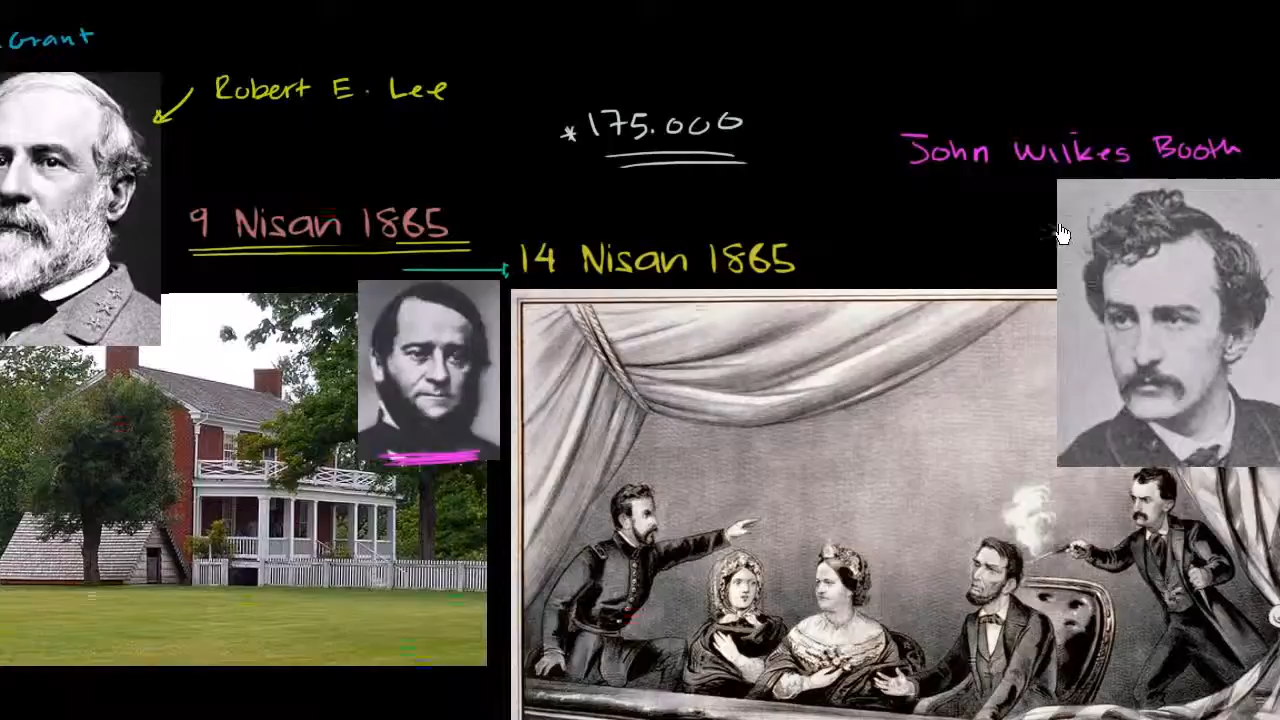 Grant
Robert E. Lee
*175.000
John Wilkes Booth
9 Nisan 1865
14 Nisan 1865